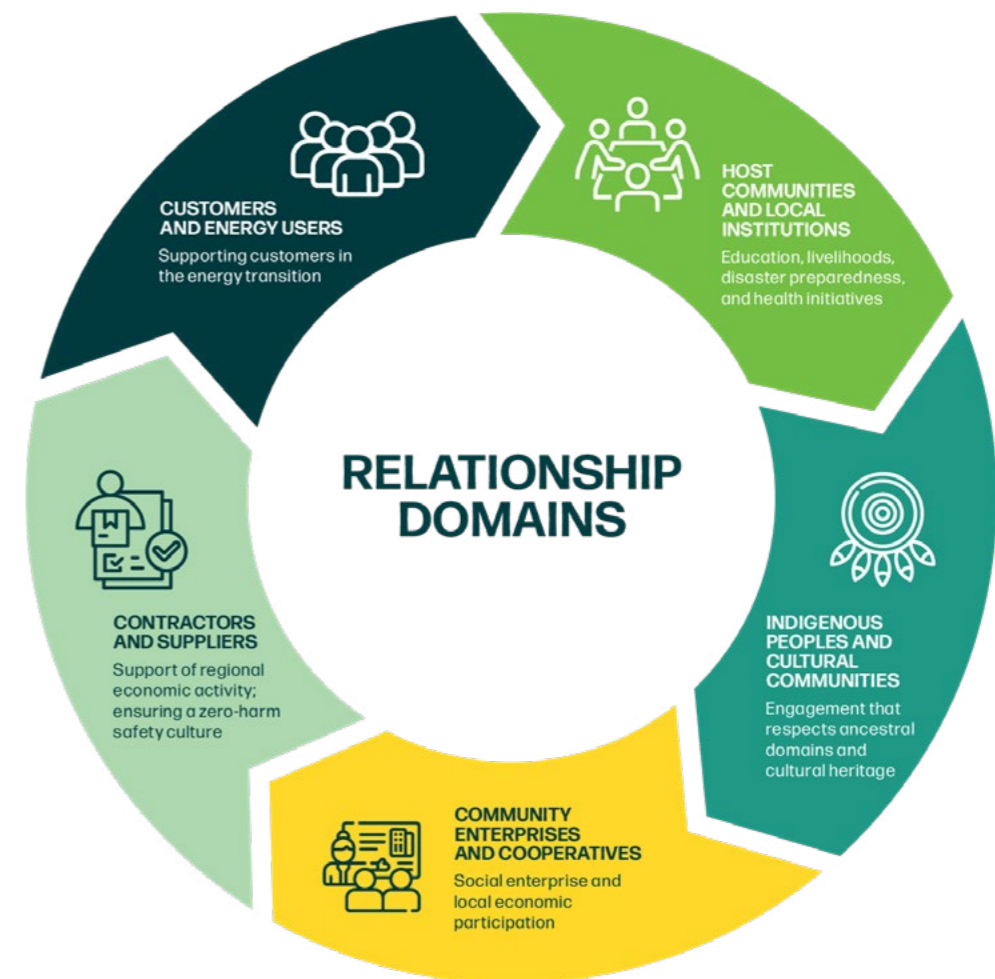 CUSTOMERS
AND ENERGY USERS
Supporting customers in
the energy transition
HOST
COMMUNITIES
AND LOCAL
INSTITUTIONS
Education, livelihoods,
disaster preparedness,
and health initiatives
RELATIONSHIP
DOMAINS
INDIGENOUS
PEOPLES AND
CULTURAL
COMMUNITIES
Engagement that
respects ancestral
domains and
cultural heritage
COMMUNITY
ENTERPRISES
AND COOPERATIVES
Social enterprise and
local economic
participation
CONTRACTORS
AND SUPPLIERS
Support of regional
economic activity;
ensuring a zero-harm
safety culture